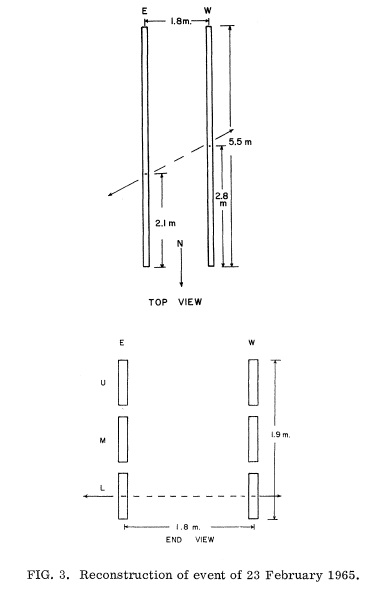 E W
1.8m.
5.5 m
2.8
m
2.1 m
N
TOP VIEW
E W
U
M
1.9 m.
L
1.8 m.
END VIEW
FIG. 3. Reconstruction of event of 23 February 1965.